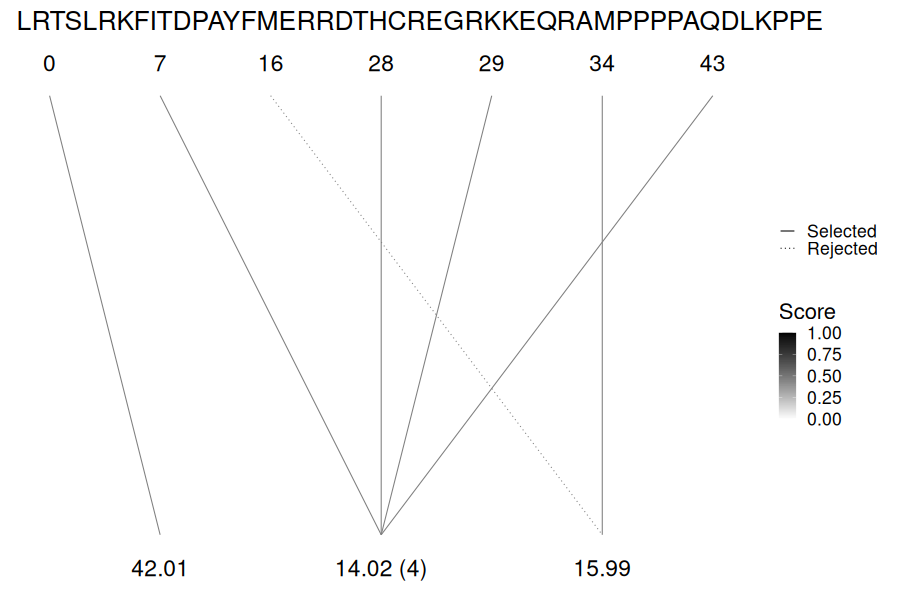 LRTSLRKFITDPAYFMERRDTHCREGRKKEQRAMPPPPAQDLKPPE
0 7 16 28 29 34 43
Selected
Rejected
Score
1.00
0.75
0.50
0.25
0.00
42.01 14.02 (4) 15.99